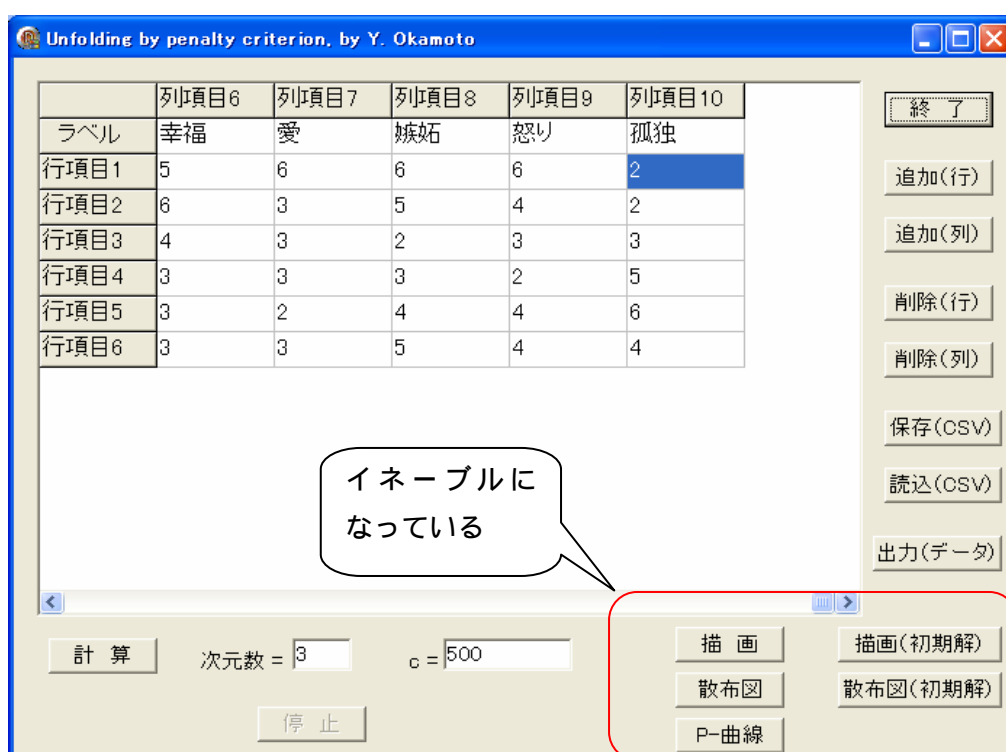 Unfolding by penalty criterion, by Y. Okamoto
列項目6 列項目7 列項目8 列項目9 列項目10
ラベル 幸福 愛 嫉妬 怒り 孤独
行項目1 5 6 6 6 2
行項目2 6 3 5 4 2
行項目3 4 3 2 3 3
行項目4 3 3 3 2 5
行項目5 3 2 4 4 6
行項目6 3 3 5 4 4
終 了
追加(行)
追加(列)
削除(行)
削除(列)
保存(CSV)
読込(CSV)
出力(データ)
イネーブルに
なっている
計 算 次元数 = 3 c = 500
停 止
描 画 描画(初期解)
散布図 散布図(初期解)
P-曲線